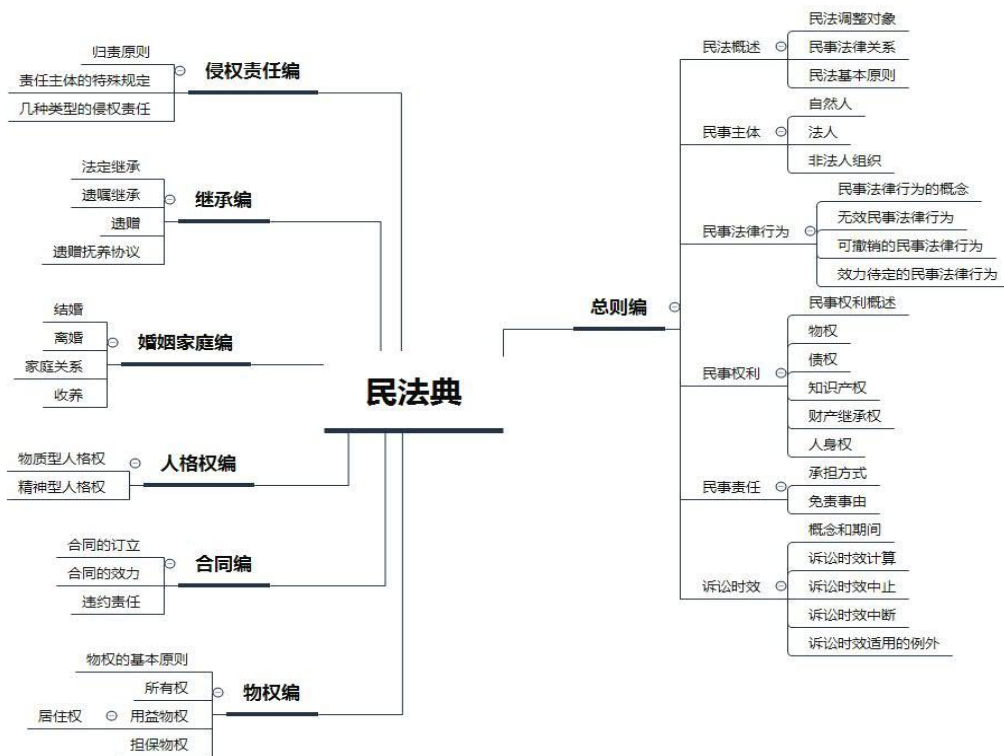 民法典
总则编
民法概述
民法调整对象
民事法律关系
民法基本原则
民事主体
自然人
法人
非法人组织
民事法律行为
民事法律行为的概念
无效民事法律行为
可撤销的民事法律行为
效力待定的民事法律行为
民事权利
民事权利概述
物权
债权
知识产权
财产继承权
人身权
民事责任
承担方式
免责事由
诉讼时效
概念和期间
诉讼时效计算
诉讼时效中止
诉讼时效中断
诉讼时效适用的例外
侵权责任编
归责原则
责任主体的特殊规定
几种类型的侵权责任
继承编
法定继承
遗嘱继承
遗赠
遗赠抚养协议
婚姻家庭编
结婚
离婚
家庭关系
收养
人格权编
物质型人格权
精神型人格权
合同编
合同的订立
合同的效力
违约责任
物权编
物权的基本原则
所有权
用益物权
居住权
担保物权